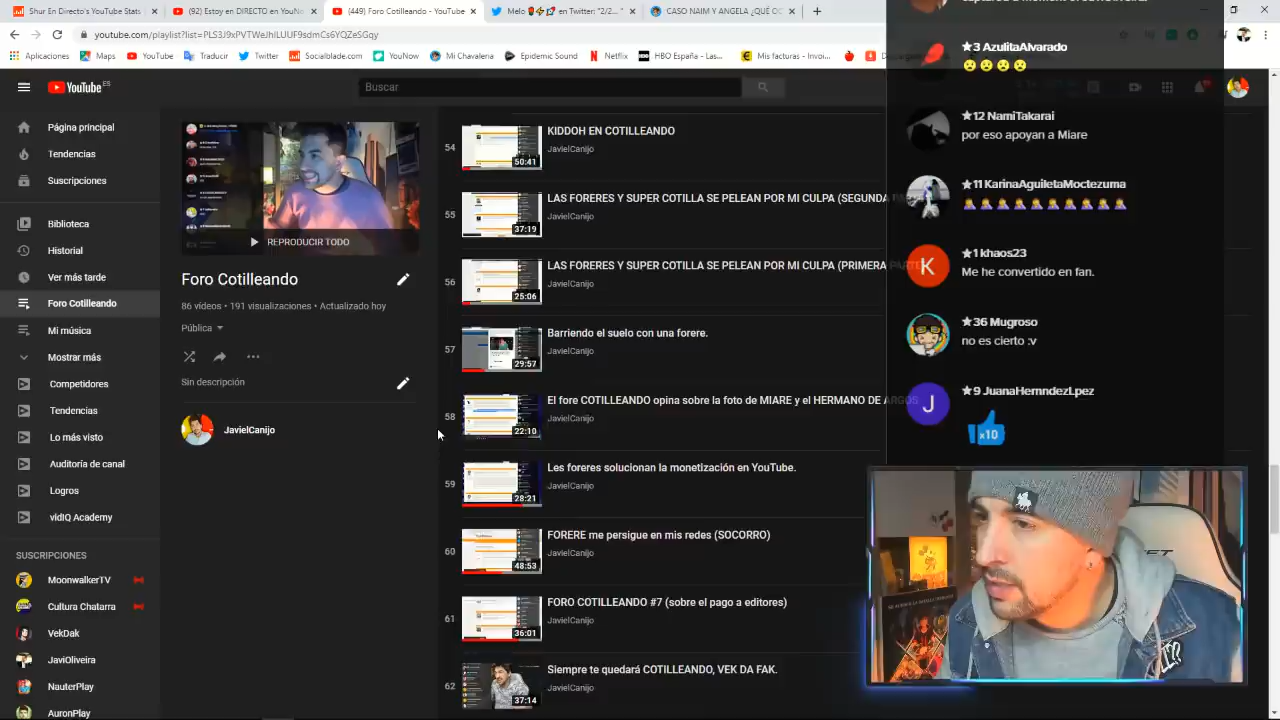 Shur En Directo's YouTube Stats
(92) Estoy en DIRECTO en YouNo
(449) Foro Cotilleando - YouTube
en Twitter: "2:
CASO NAIM Y ANGELA
youtube.com/playlist?list=PLS3J9xPVTWeJhiLUUF9sdmCs6YQZeSGqy
Aplicaciones
Maps
YouTube
Traducir
Twitter
Socialblade.com
YouNow
Mi Channelmeter
Epidemic Sound
Netflix
HBO España - Las...
Mis facturas - Invoi...
YouTube ES
Buscar
Página principal
Tendencias
Suscripciones
Biblioteca
Historial
Ver más tarde
Foro Cotilleando
Mi música
Mostrar más
Competidores
Tendencias
Lo más visto
Auditoría de canal
Logros
vidIQ Academy
SUSCRIPCIONES
MoonwalkerTV
Cultura Chatarra
YekDak
JaviOliveira
SkuterPlay
REPRODUCIR TODO
Foro Cotilleando
86 vídeos • 191 visualizaciones • Actualizado hoy
Pública
Sin descripción
JavielCanijo
54
50:41
KIDDOH EN COTILLEANDO
JavielCanijo
55
37:19
LAS FORERES Y SUPER COTILLA SE PELEAN POR MI CULPA (SEGUNDA
JavielCanijo
56
25:06
LAS FORERES Y SUPER COTILLA SE PELEAN POR MI CULPA (PRIMERA
JavielCanijo
57
29:57
Barriendo el suelo con una forere.
JavielCanijo
58
22:10
El fore COTILLEANDO opina sobre la foto de MIARE y el HERMANO DE ARGOS
JavielCanijo
59
28:21
Les foreres solucionan la monetización en YouTube.
JavielCanijo
60
48:53
FORERE me persigue en mis redes (SOCORRO)
JavielCanijo
61
36:01
FORO COTILLEANDO #7 (sobre el pago a foreres)
JavielCanijo
62
37:14
Siempre te quedará COTILLEANDO, VEK DA FAK.
JavielCanijo
★3 AzulitaAlvarado
★12 NamiTakarai
por eso apoyan a Miare
★11 KarinaAguiletaMoctezuma
K
★1 khaos23
Me he convertido en fan.
★36 Mugroso
no es cierto :v
J
★9 JuanaHernndezLpez
x10